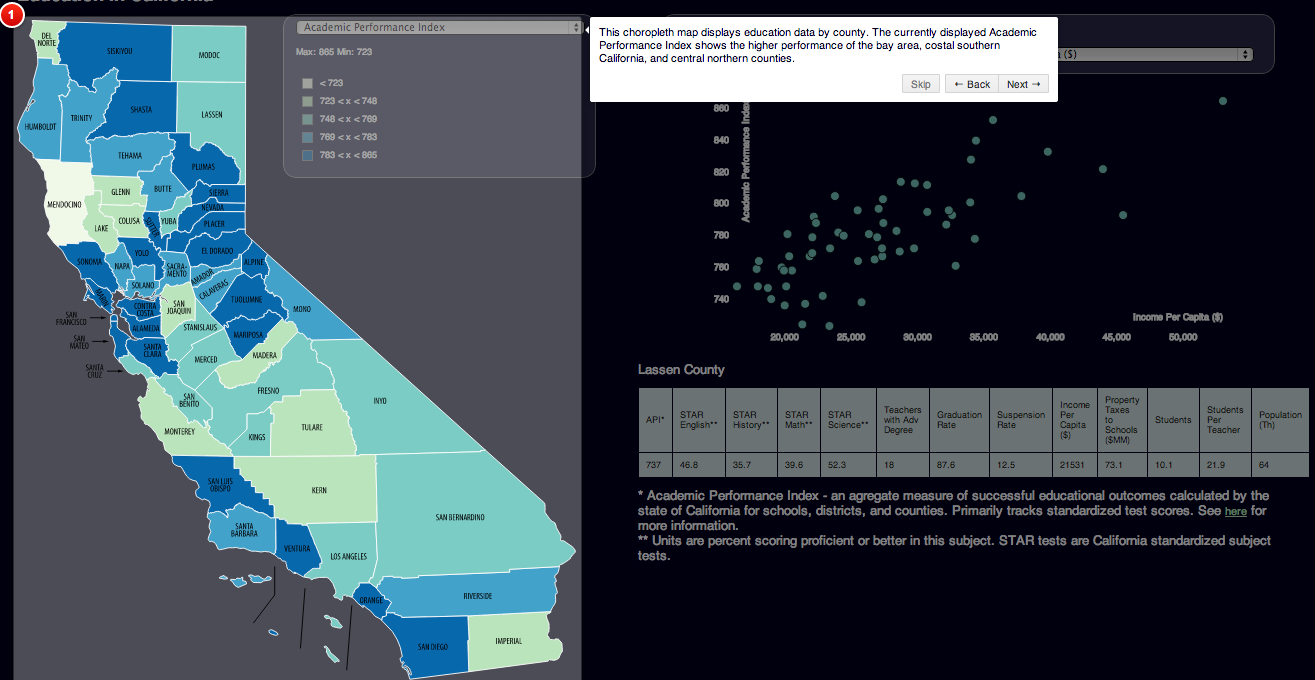 Education in California
1
Academic Performance Index
This choropleth map displays education data by county. The currently displayed Academic
Performance Index shows the higher performance of the bay area, costal southern
California, and central northern counties.
Skip
← Back
Next →
a ($)
Max: 865 Min: 723
< 723
723 < x < 748
748 < x < 769
769 < x < 783
783 < x < 865
DEL
NORTE
SISKIYOU
MODOC
HUMBOLDT
TRINITY
SHASTA
LASSEN
TEHAMA
PLUMAS
MENDOCINO
GLENN
BUTTE
SIERRA
NEVADA
COLUSA
SUTTER
YUBA
PLACER
LAKE
SONOMA
NAPA
YOLO
SACRA-
MENTO
EL DORADO
ALPINE
AMADOR
SOLANO
CALAVERAS
MARIN
CONTRA
COSTA
SAN
JOAQUIN
TUOLUMNE
MONO
SAN
FRANCISCO
ALAMEDA
STANISLAUS
MARIPOSA
SAN
MATEO
SANTA
CLARA
MERCED
MADERA
SANTA
CRUZ
SAN
BENITO
FRESNO
INYO
MONTEREY
KINGS
TULARE
SAN LUIS
OBISPO
KERN
SAN BERNARDINO
SANTA
BARBARA
VENTURA
LOS ANGELES
ORANGE
RIVERSIDE
SAN DIEGO
IMPERIAL
Academic Performance Index
860
840
820
800
780
760
740
Income Per Capita ($)
20,000 25,000 30,000 35,000 40,000 45,000 50,000
Lassen County
API* STAR English** STAR History** STAR Math** STAR Science** Teachers with Adv Degree Graduation Rate Suspension Rate Income Per Capita ($) Property Taxes to Schools ($MM) Students Students Per Teacher Population (Th)
737 46.8 35.7 39.6 52.3 18 87.6 12.5 21531 73.1 10.1 21.9 64
* Academic Performance Index - an agregate measure of successful educational outcomes calculated by the
state of California for schools, districts, and counties. Primarily tracks standardized test scores. See here for
more information.
** Units are percent scoring proficient or better in this subject. STAR tests are California standardized subject
tests.